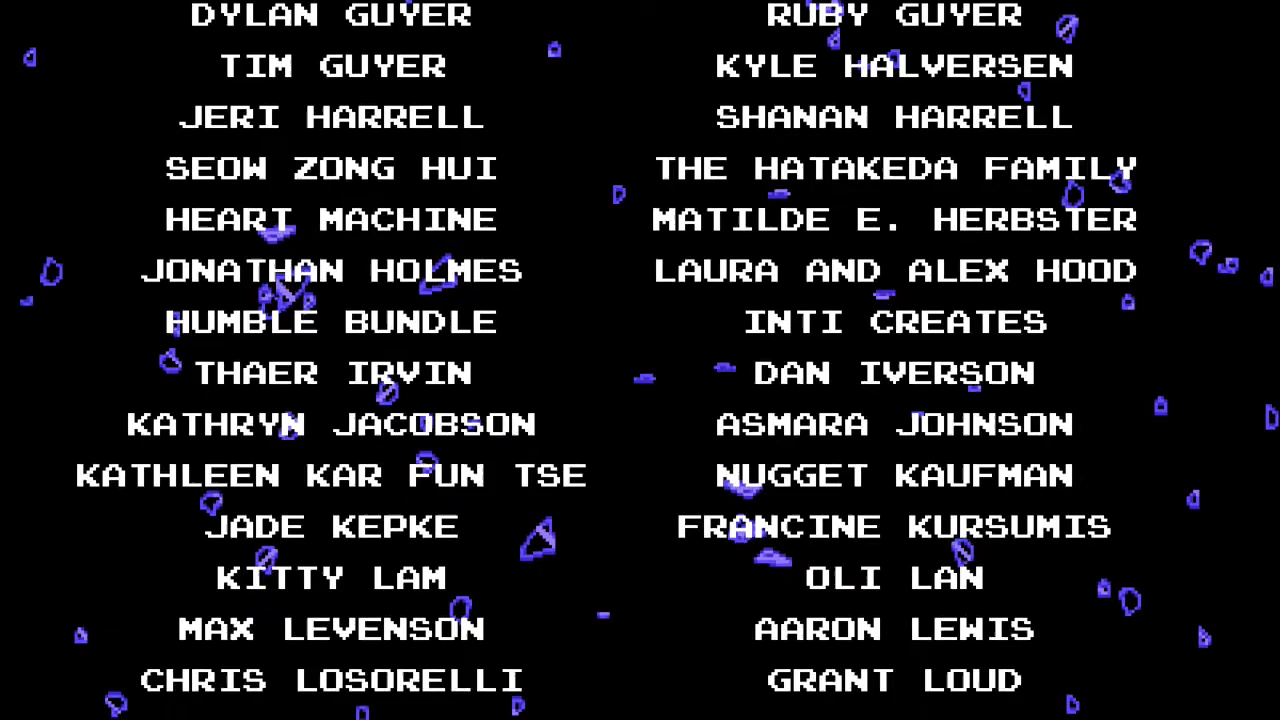 DYLAN GUYER RUBY GUYER
TIM GUYER KYLE HALVERSEN
JERI HARRELL SHANAN HARRELL
SEOW ZONG HUI THE HATAKEDA FAMILY
HEART MACHINE MATILDE E. HERBSTER
JONATHAN HOLMES LAURA AND ALEX HOOD
HUMBLE BUNDLE INTI CREATES
THAER IRVIN DAN IVERSON
KATHRYN JACOBSON ASMARA JOHNSON
KATHLEEN KAR FUN TSE NUGGET KAUFMAN
JADE KEPKE FRANCINE KURSUMIS
KITTY LAM OLI LAN
MAX LEVENSON AARON LEWIS
CHRIS LOSORELLI GRANT LOUD